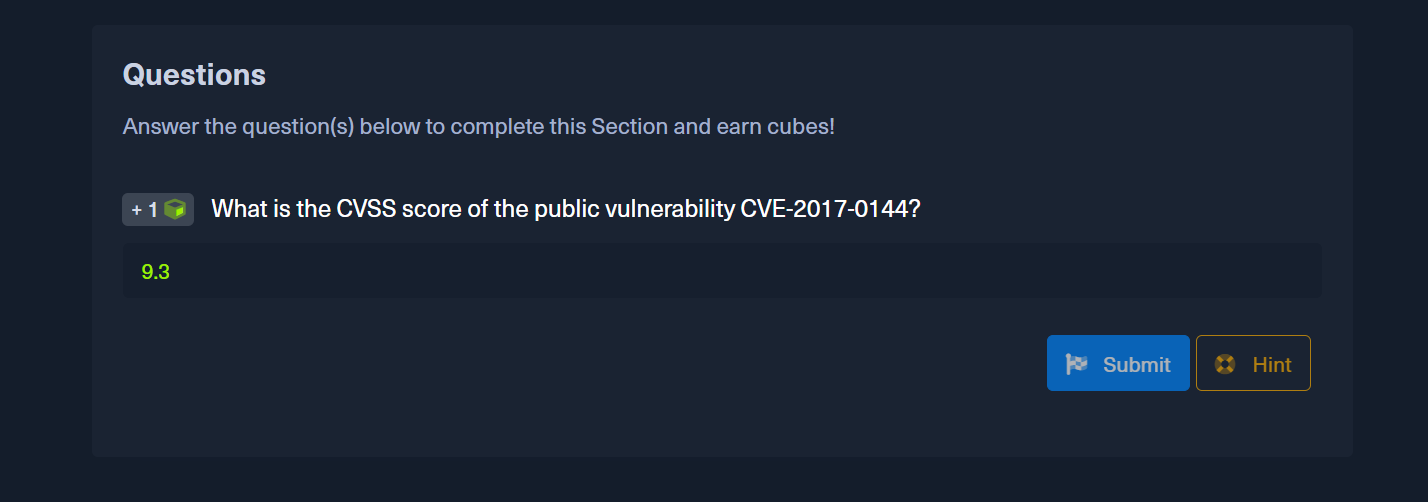 Questions
Answer the question(s) below to complete this Section and earn cubes!
+ 1 What is the CVSS score of the public vulnerability CVE-2017-0144?
9.3
Submit Hint